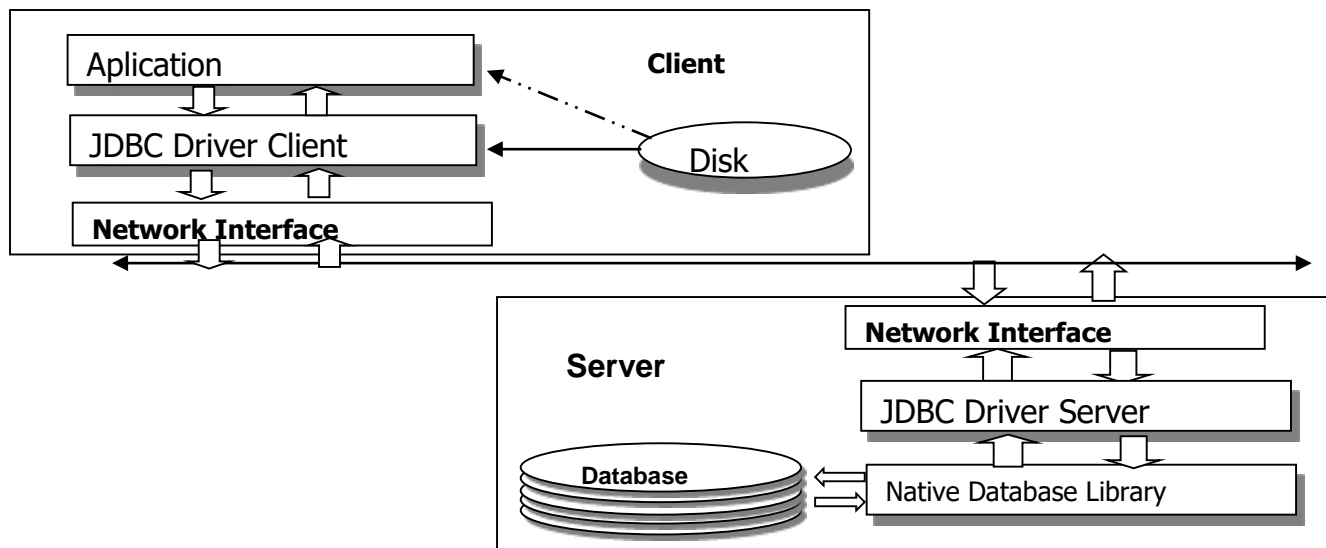 Aplication
Client
JDBC Driver Client
Disk
Network Interface
Network Interface
Server
JDBC Driver Server
Database
Native Database Library